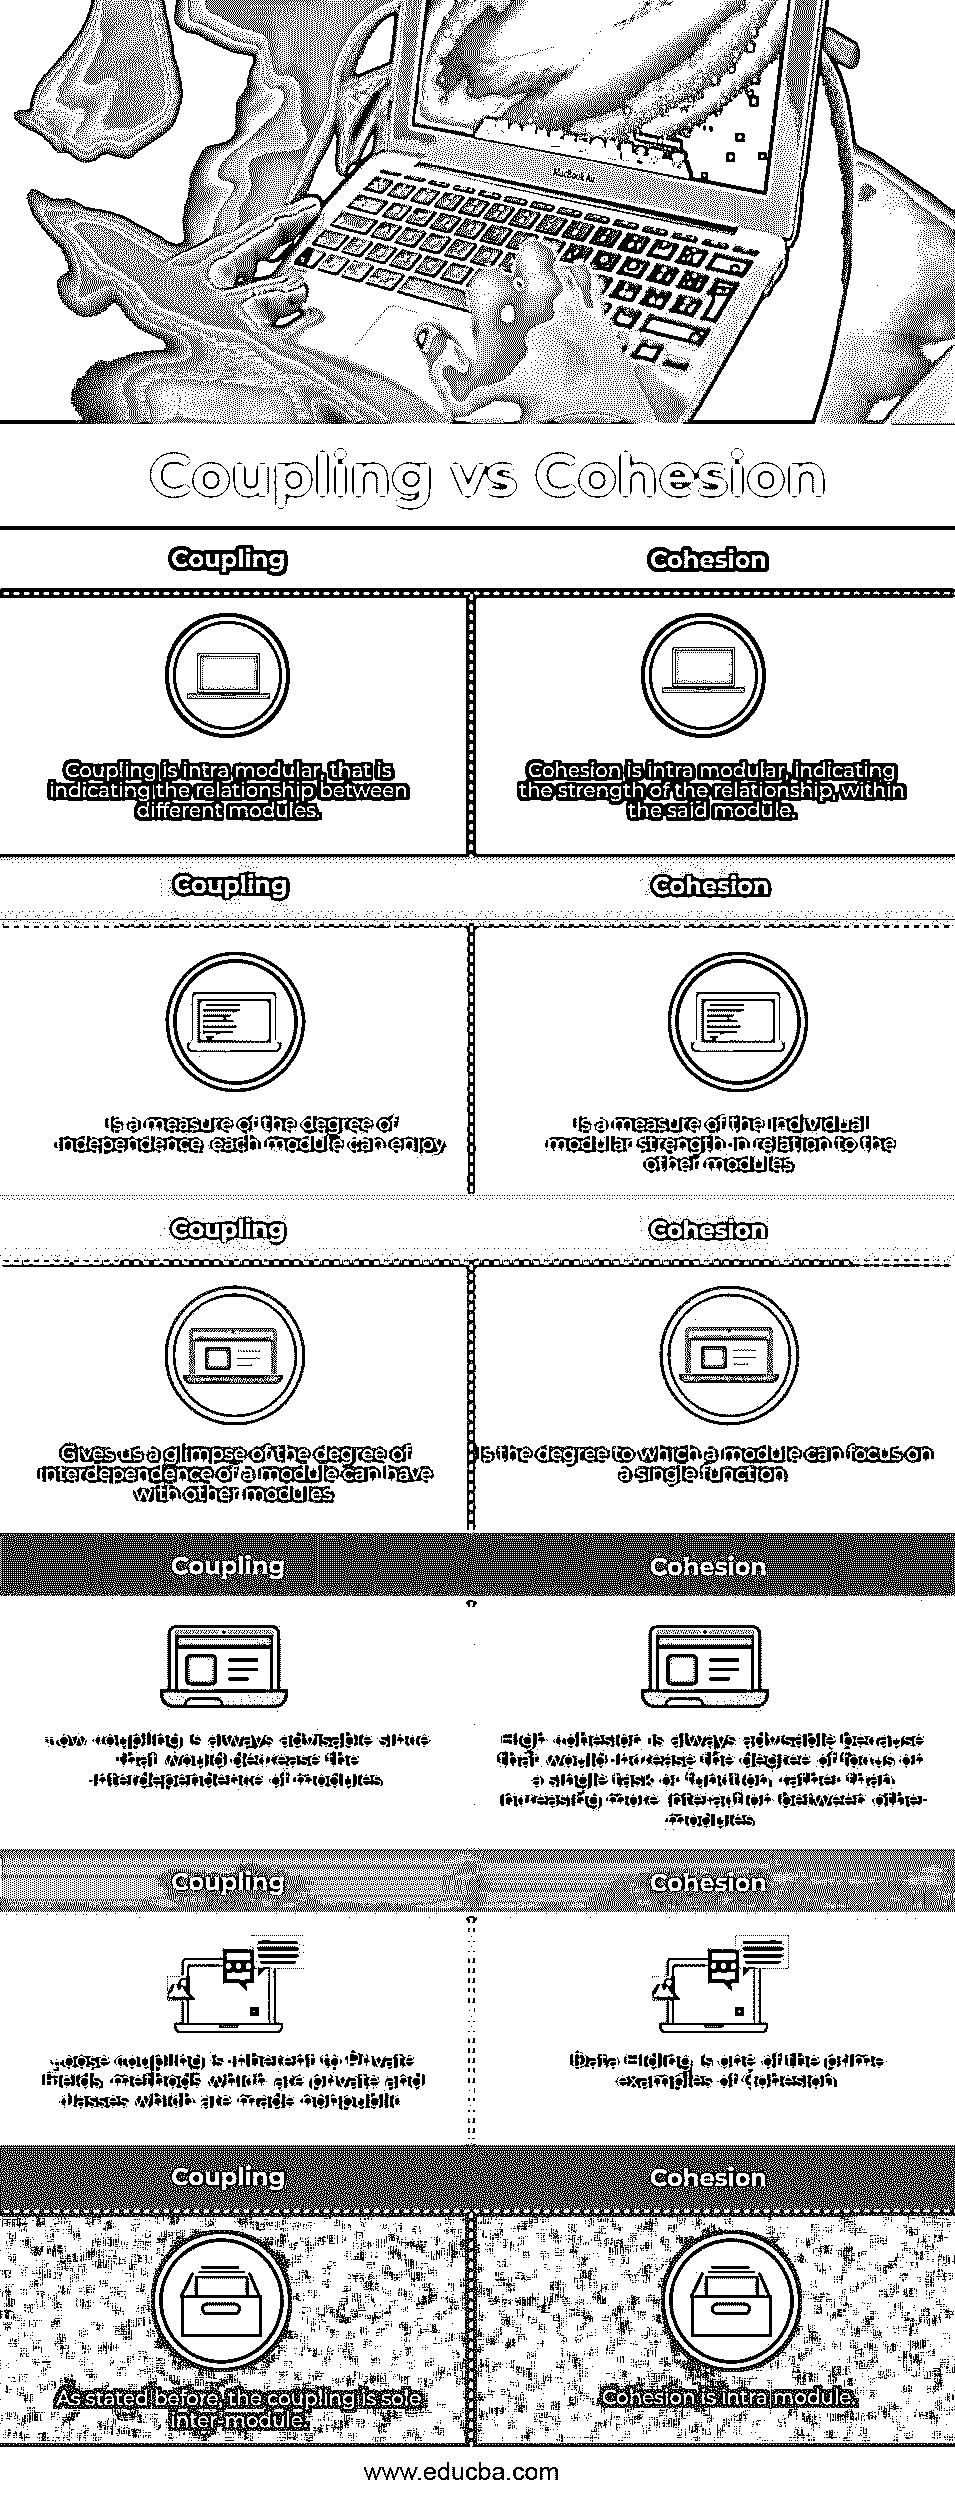 MacBook Air
Coupling vs Cohesion
Coupling
Cohesion
Coupling is intra modular, that is
indicating the relationship between
different modules.
Cohesion is intra modular, indicating
the strength of the relationship, within
the said module.
Coupling
Cohesion
Is a measure of the degree of
independence, each module can enjoy
Is a measure of the individual
modular strength in relation to the
other modules
Coupling
Cohesion
Gives us a glimpse of the degree of
interdependence of a module can have
with other modules
Is the degree to which a module can focus on
a single function
Coupling
Cohesion
Low coupling is always advisable since
that would decrease the
interdependence of modules
High cohesion is always advisable because
that would increase the degree of focus on
a single task or function, rather than
increasing more interaction between other
modules
Coupling
Cohesion
Loose coupling is inherent to Private
fields, methods which are private and
classes which are made non public
Data Hiding is one of the prime
examples of Cohesion
Coupling
Cohesion
As stated before, the coupling is sole
inter-module.
Cohesion is intra module.
www.educba.com